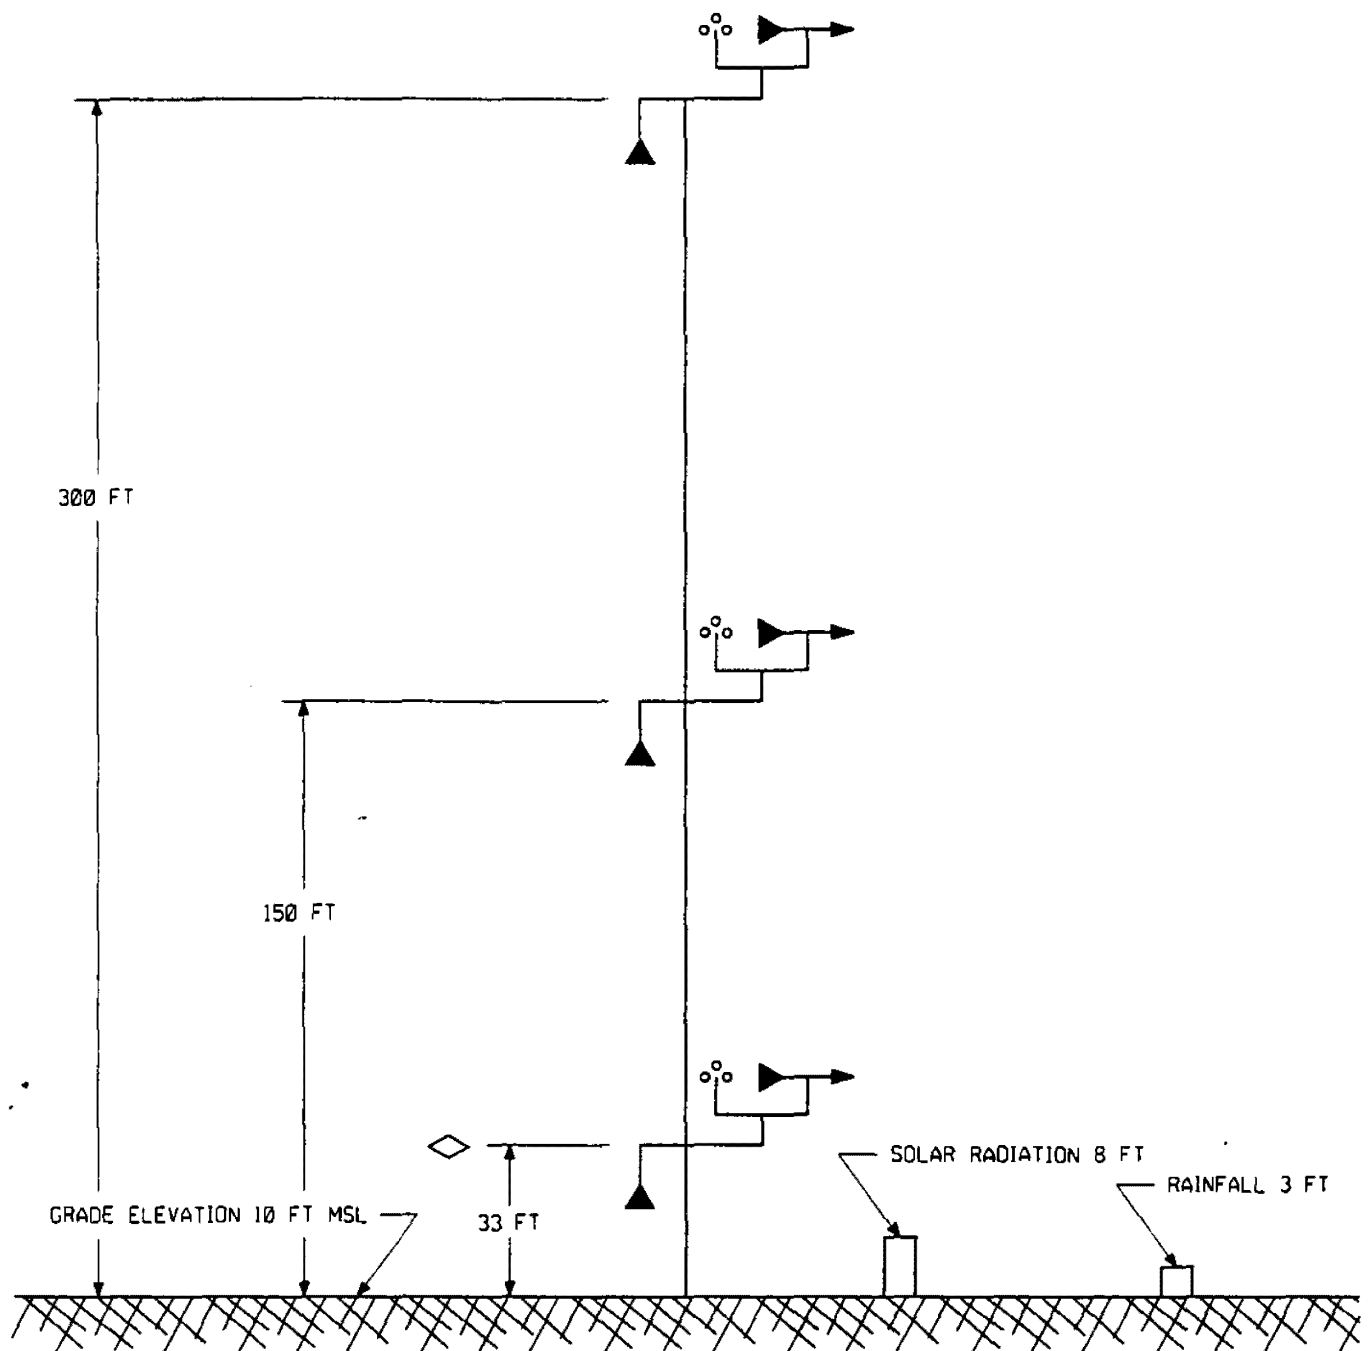 300 FT
150 FT
SOLAR RADIATION 8 FT
RAINFALL 3 FT
GRADE ELEVATION 10 FT MSL
33 FT